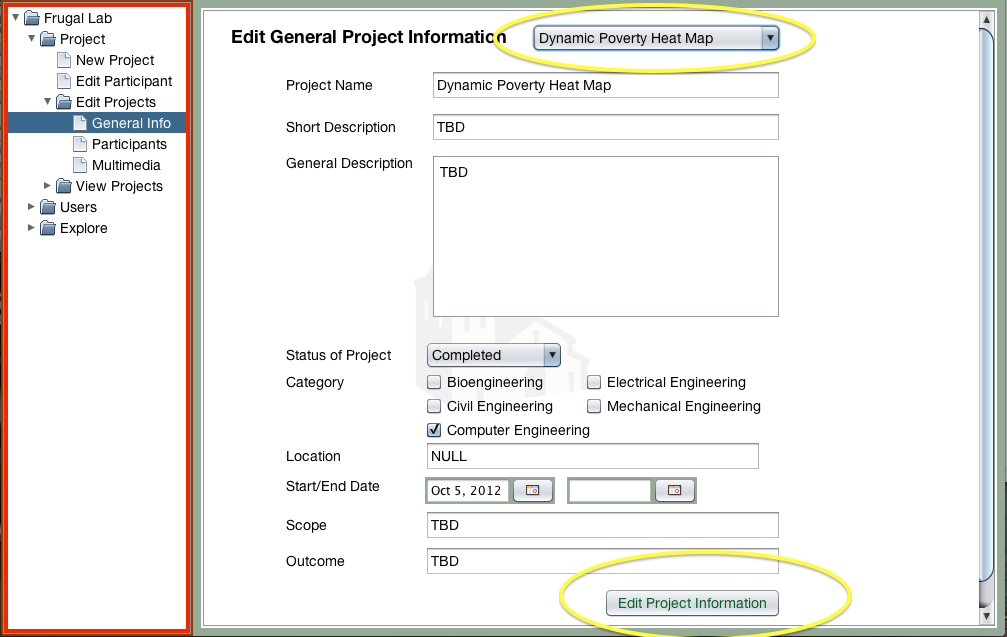 Frugal Lab
Project
New Project
Edit Participant
Edit Projects
General Info
Participants
Multimedia
View Projects
Users
Explore
Edit General Project Information
Dynamic Poverty Heat Map
Project Name
Dynamic Poverty Heat Map
Short Description
TBD
General Description
TBD
Status of Project
Completed
Category
Bioengineering
Electrical Engineering
Civil Engineering
Mechanical Engineering
Computer Engineering
Location
NULL
Start/End Date
Oct 5, 2012
Scope
TBD
Outcome
TBD
Edit Project Information